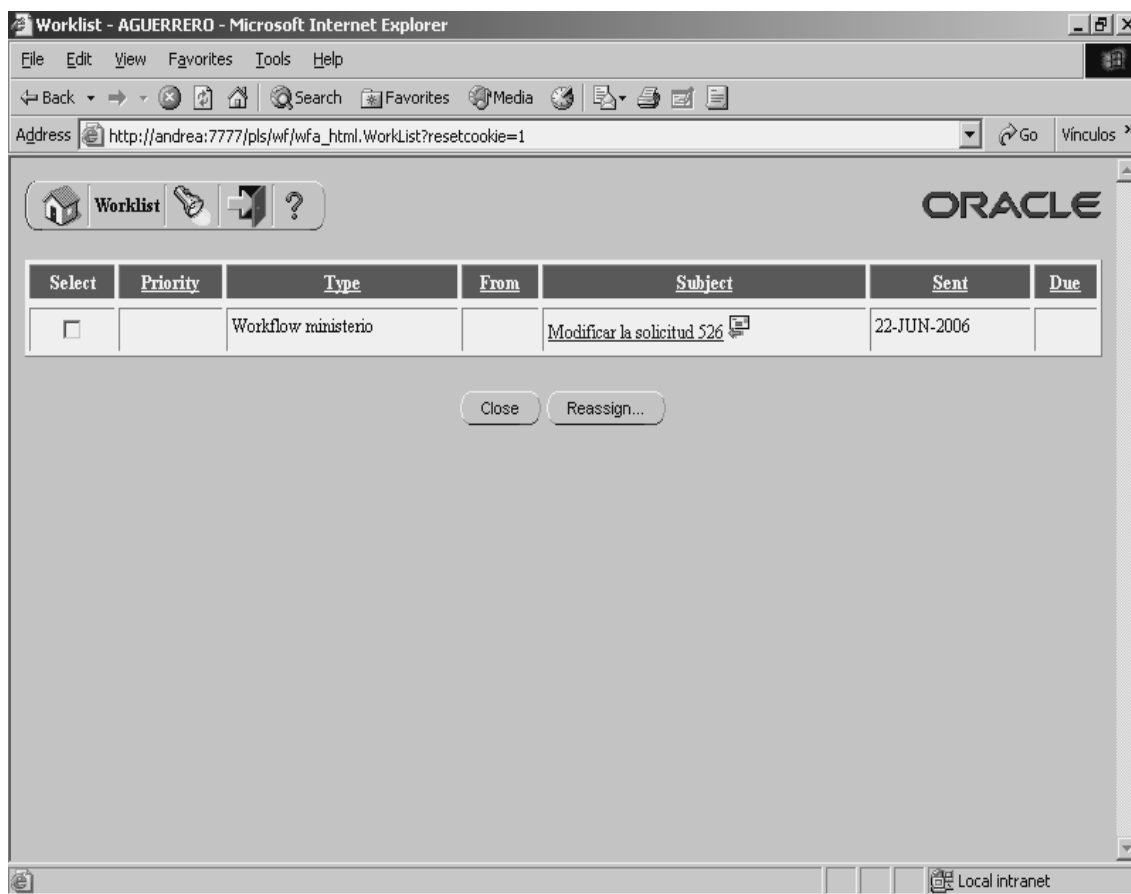 Worklist - AGUERRERO - Microsoft Internet Explorer
File Edit View Favorites Tools Help
Back Search Favorites Media
Address http://andrea:7777/pls/wf/wfa_html.WorkList?resetcookie=1 Go Vínculos »
Worklist ? ORACLE
Select Priority Type From Subject Sent Due
Workflow ministerio Modificar la solicitud 526 22-JUN-2006
Close Reassign...
Local intranet